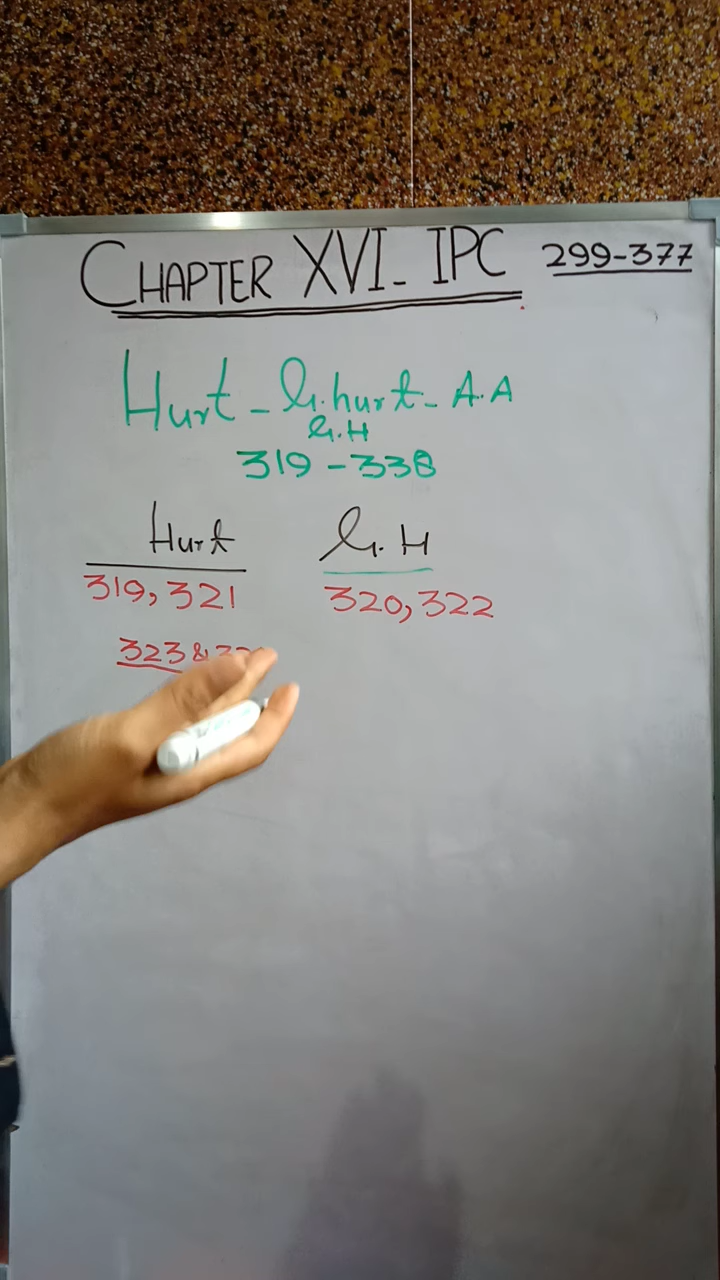 CHAPTER XVI- IPC 299-377
Hurt - G.hurt - A.A
G.H
319 - 338
Hurt G.H
319, 321 320, 322
323 &